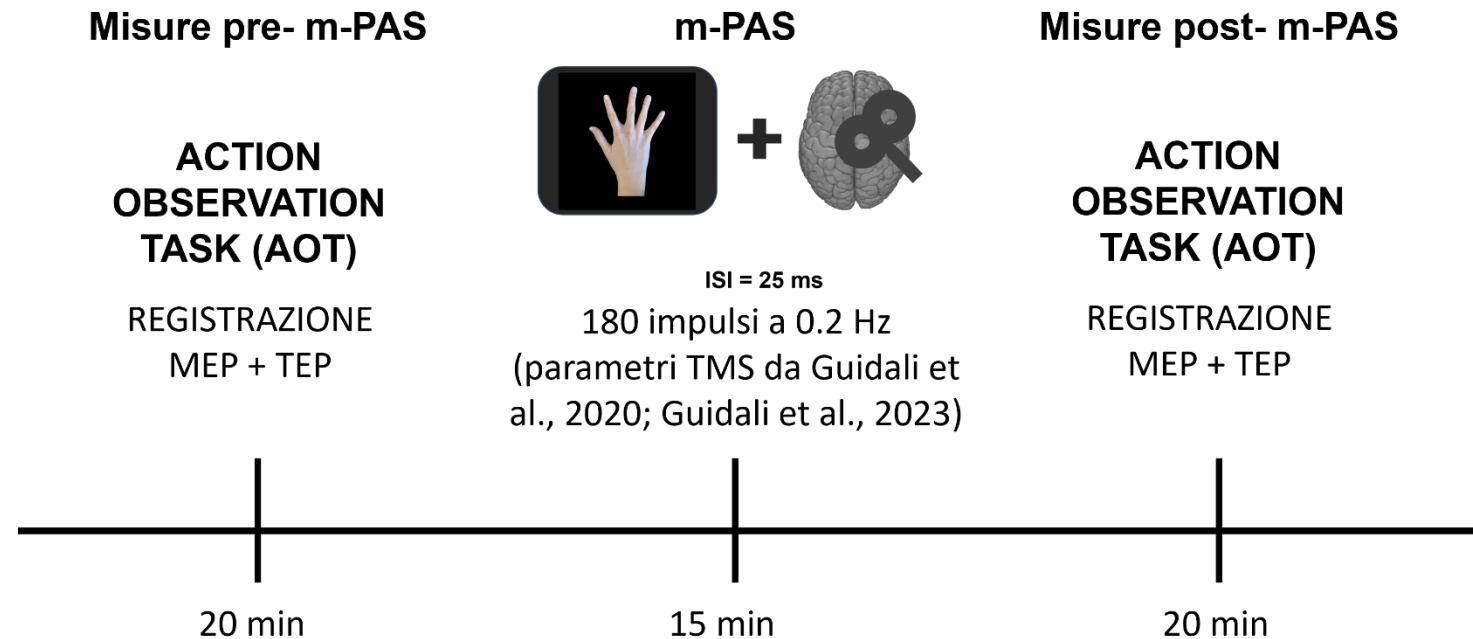 Misure pre- m-PAS
m-PAS
Misure post- m-PAS
ACTION
OBSERVATION
TASK (AOT)
REGISTRAZIONE
MEP + TEP
ISI = 25 ms
180 impulsi a 0.2 Hz
(parametri TMS da Guidali et
al., 2020; Guidali et al., 2023)
ACTION
OBSERVATION
TASK (AOT)
REGISTRAZIONE
MEP + TEP
20 min
15 min
20 min